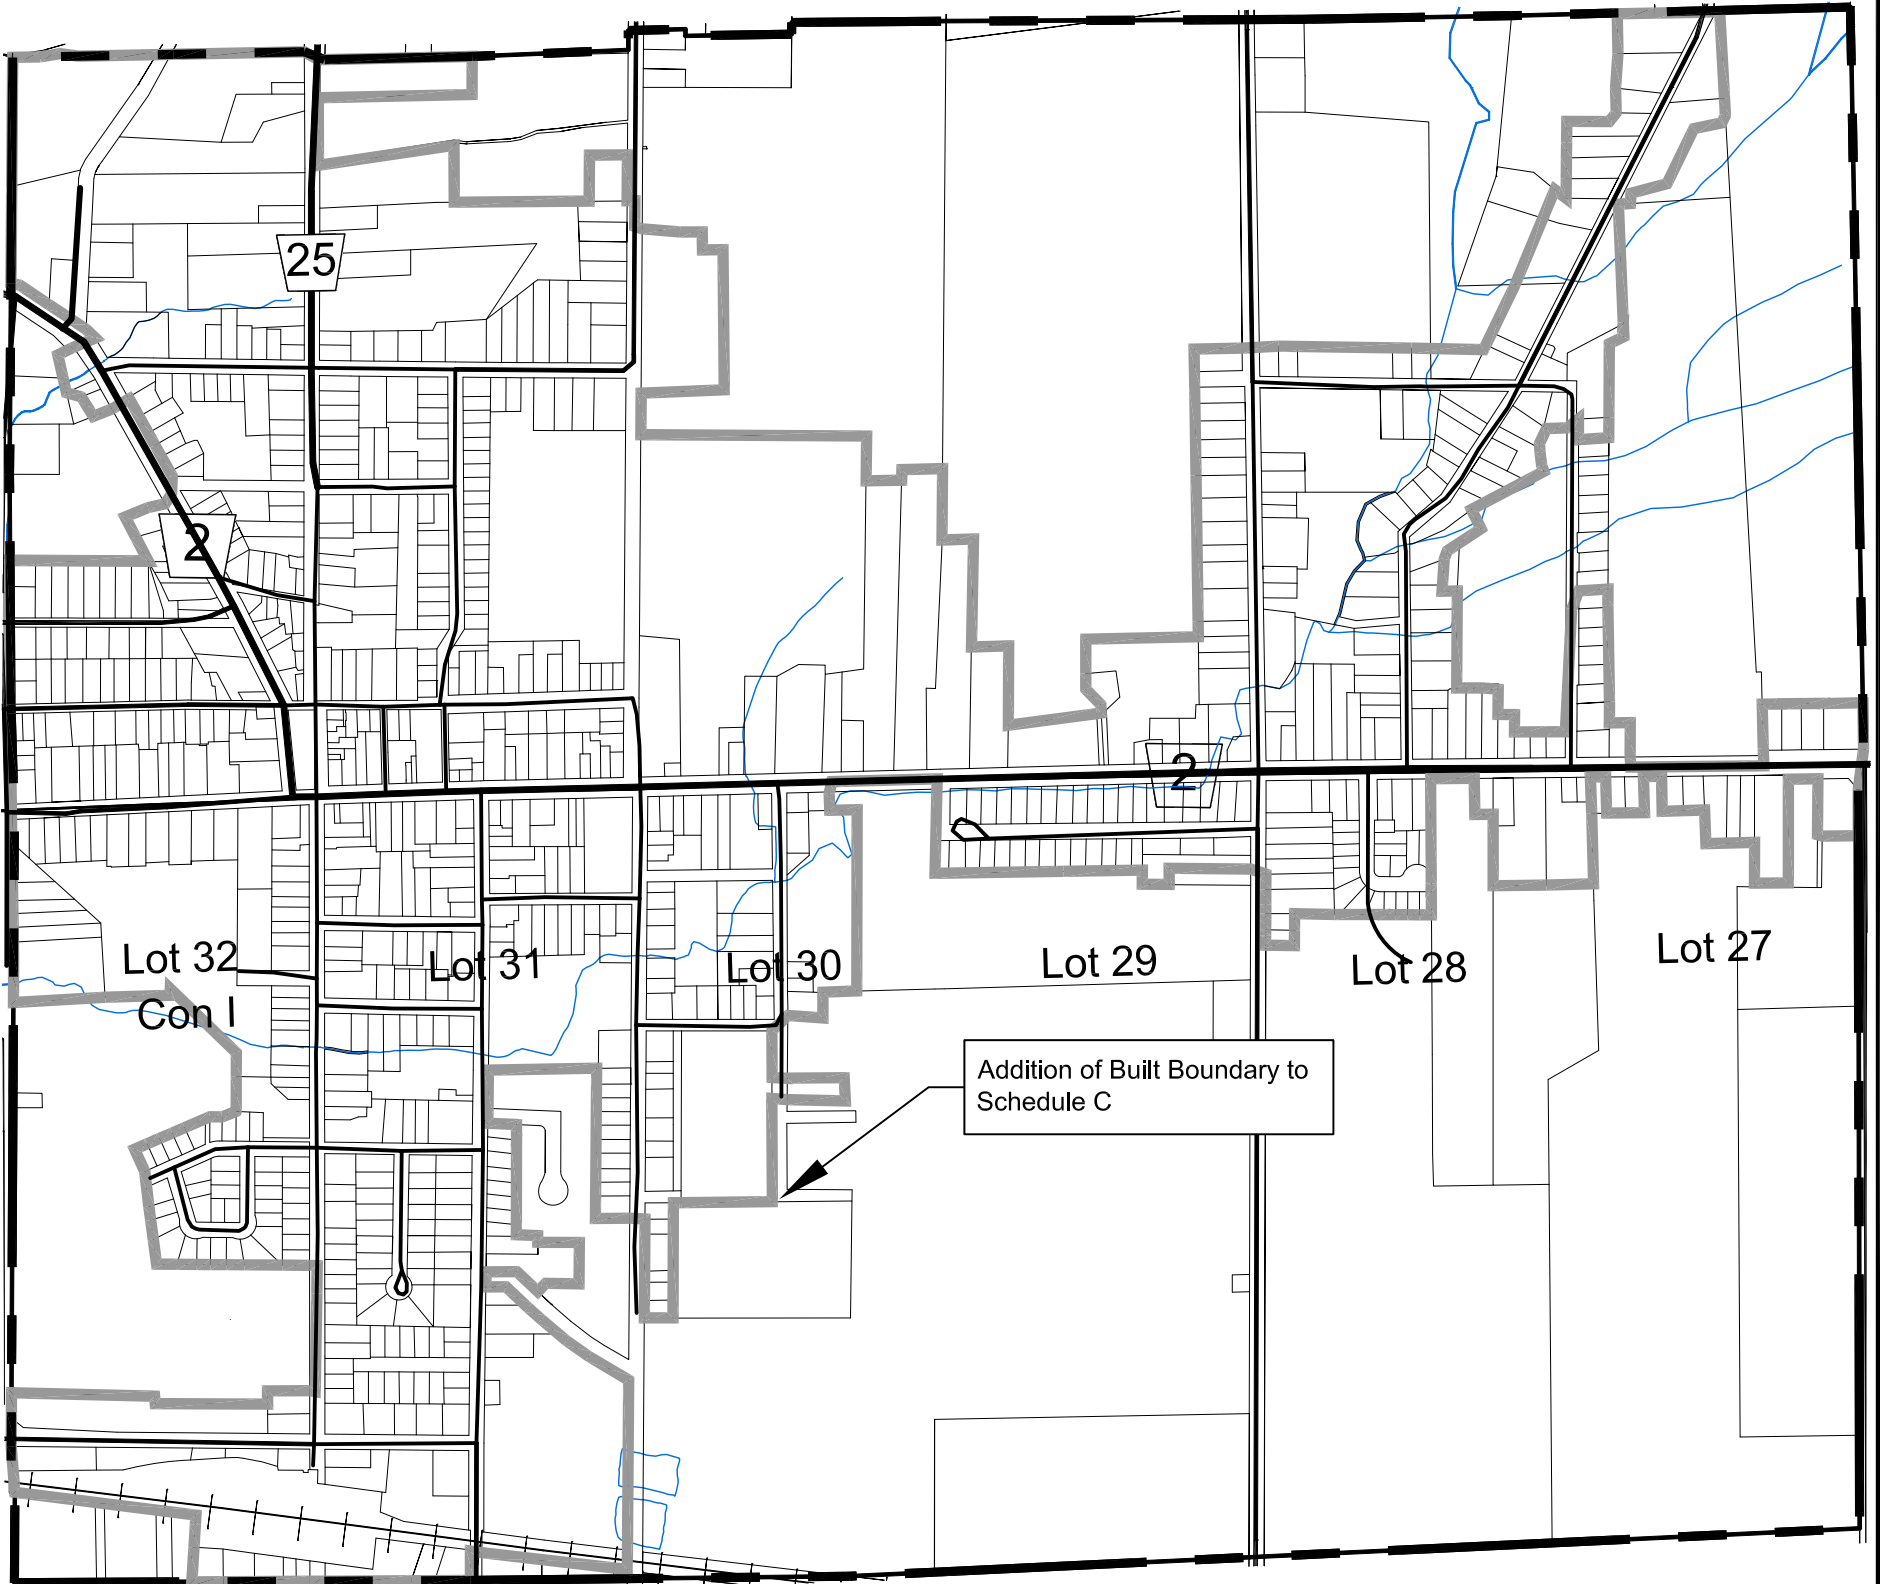 25
2
2
Lot 32
Con I
Lot 31
Lot 30
Lot 29
Lot 28
Lot 27
Addition of Built Boundary to
Schedule C